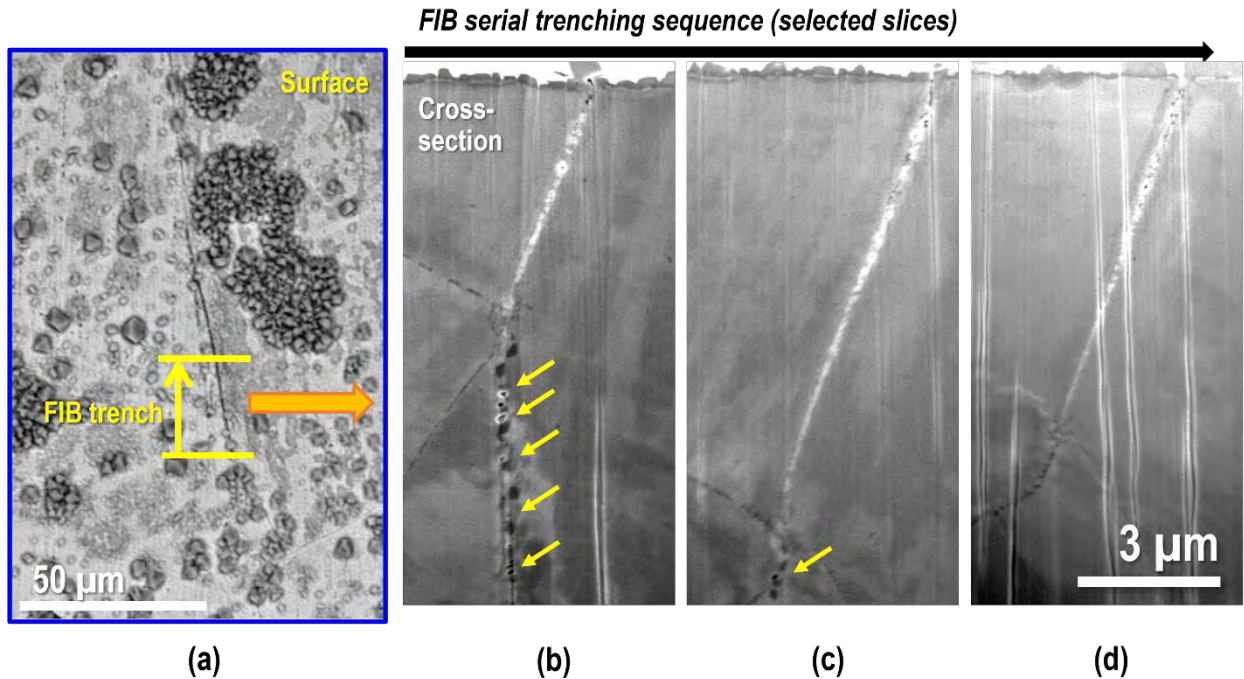 FIB serial trenching sequence (selected slices)
Surface
Cross-
section
FIB trench
50 µm
3 µm
(a)
(b)
(c)
(d)